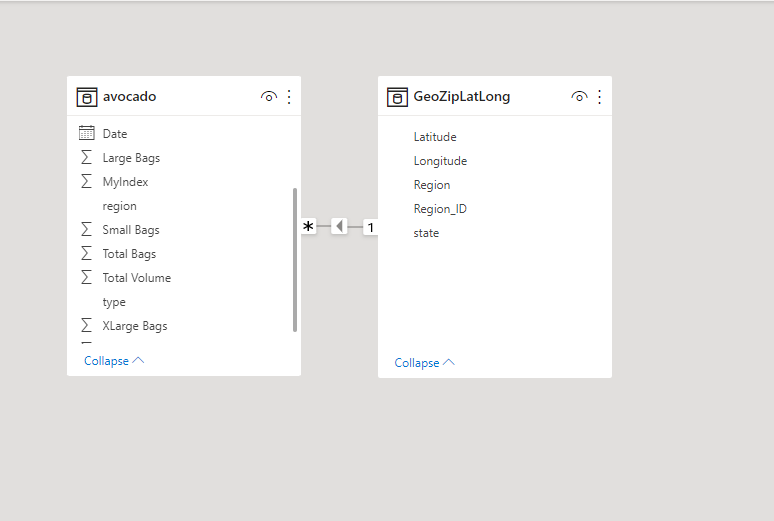 avocado
Date
Large Bags
MyIndex
region
Small Bags
Total Bags
Total Volume
type
XLarge Bags
Collapse
* 1
GeoZipLatLong
Latitude
Longitude
Region
Region_ID
state
Collapse